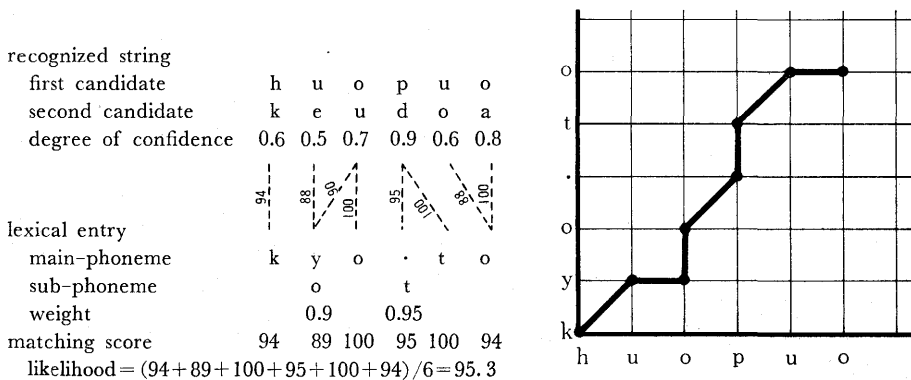 recognized string
first candidate h u o p u o
second candidate k e u d o a
degree of confidence 0.6 0.5 0.7 0.9 0.6 0.8
94 88 90 100 95 100 88 100
lexical entry
main-phoneme k y o · t o
sub-phoneme o t
weight 0.9 0.95
matching score 94 89 100 95 100 94
likelihood = (94+89+100+95+100+94)/6=95.3
o
t
·
o
y
k
h u o p u o